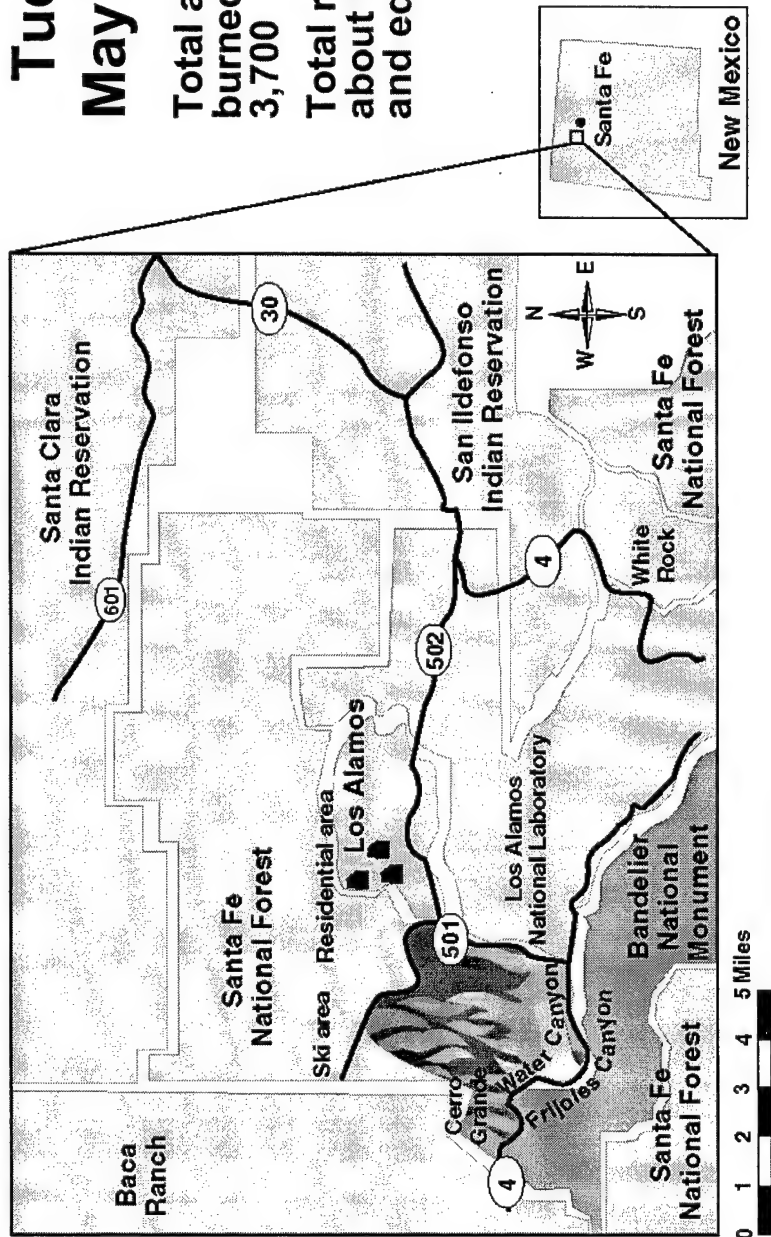 Tue
May
Total a
burned
3,700
Total r
about
and eq
Baca
Ranch
Santa Fe
National Forest
Santa Clara
Indian Reservation
601
30
Ski area
Residential area
Los Alamos
502
501
San Ildefonso
Indian Reservation
4
Cerro
Grande
Water Canyon
Frijoles Canyon
4
Los Alamos
National Laboratory
White
Rock
Santa Fe
National Forest
Bandelier
National
Monument
Santa Fe
National Forest
N
W E
S
0 1 2 3 4 5 Miles
Santa Fe
New Mexico